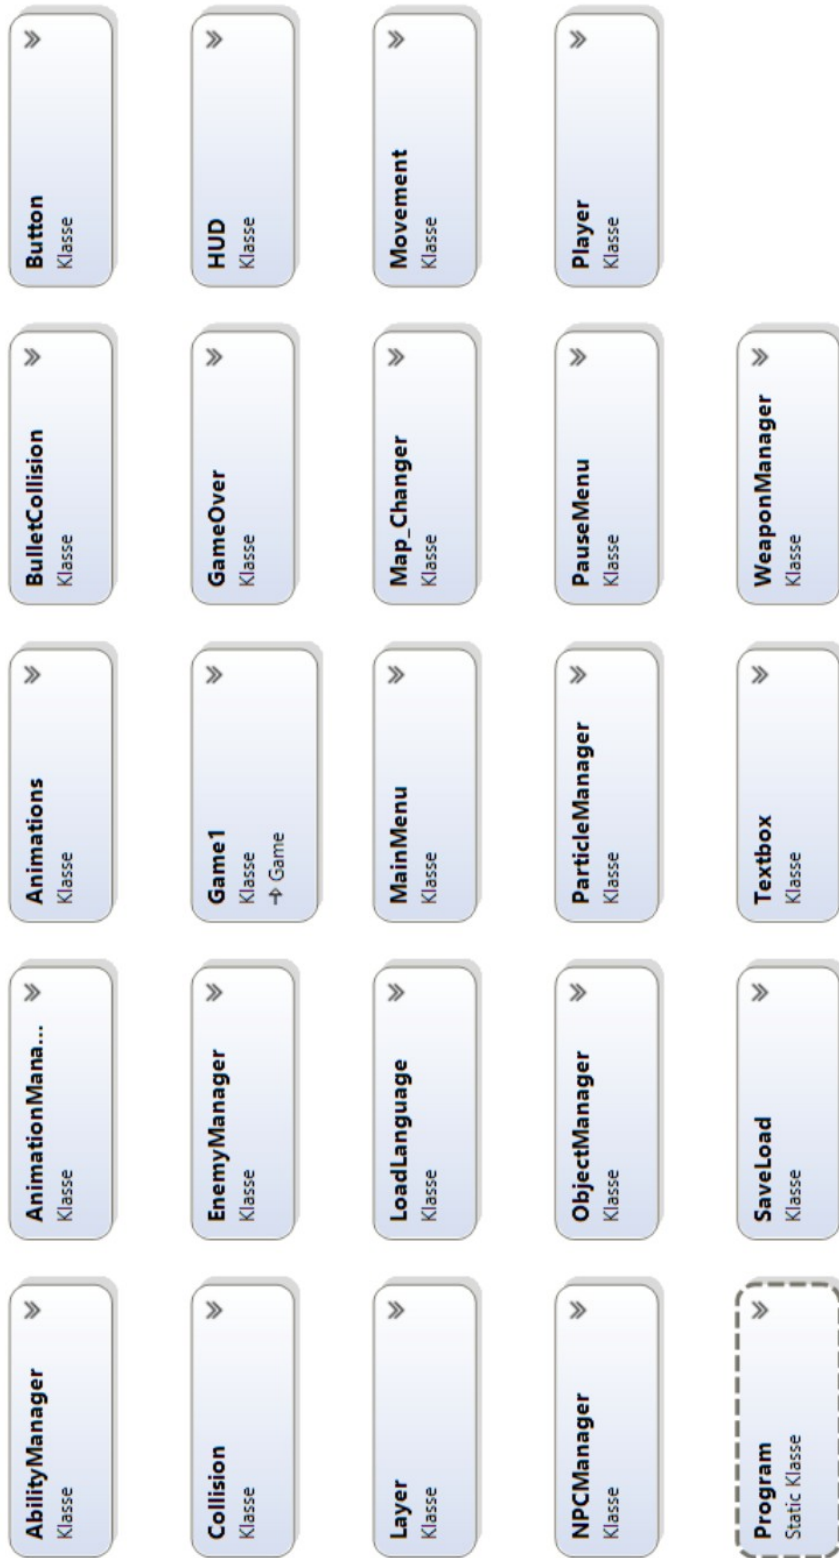 AbilityManager
Klasse
AnimationMana...
Klasse
Animations
Klasse
BulletCollision
Klasse
Button
Klasse
Collision
Klasse
EnemyManager
Klasse
Game1
Klasse
Game
GameOver
Klasse
HUD
Klasse
Layer
Klasse
LoadLanguage
Klasse
MainMenu
Klasse
Map_Changer
Klasse
Movement
Klasse
NPCManager
Klasse
ObjectManager
Klasse
ParticleManager
Klasse
PauseMenu
Klasse
Player
Klasse
Program
Static Klasse
SaveLoad
Klasse
Textbox
Klasse
WeaponManager
Klasse